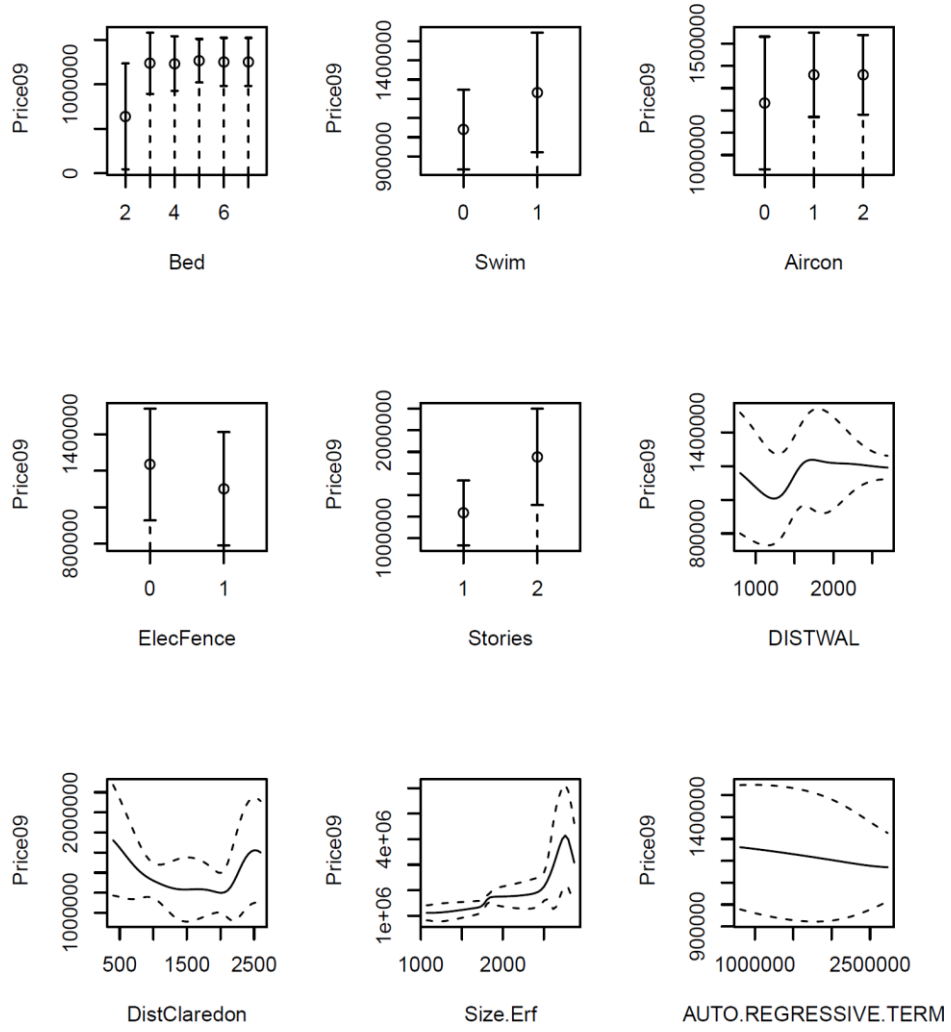 Price09
0 1000000
2 4 6
Bed
Price09
900000 1400000
0 1
Swim
Price09
1000000 1500000
0 1 2
Aircon
Price09
800000 1400000
0 1
ElecFence
Price09
1000000 2000000
1 2
Stories
Price09
800000 1400000
1000 2000
DISTWAL
Price09
1000000 2000000
500 1500 2500
DistClaredon
Price09
1e+06 4e+06
1000 2000
Size.Erf
Price09
900000 1400000
1000000 2500000
AUTO.REGRESSIVE.TERM